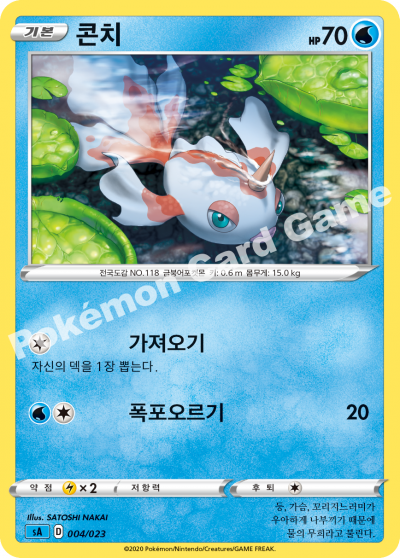 기본 콘치 HP 70
전국도감 NO.118 금붕어포켓몬 키: 0.6 m 몸무게: 15.0 kg
Pokémon Card Game
가져오기
자신의 덱을 1장 뽑는다.
폭포오르기 20
약점 ×2 저항력 후퇴
Illus. SATOSHI NAKAI
sA D 004/023
등, 가슴, 꼬리지느러미가
우아하게 나부끼기 때문에
물의 무희라고 불린다.
©2020 Pokémon/Nintendo/Creatures/GAME FREAK.